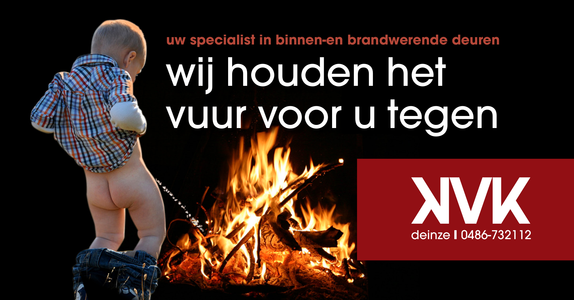 uw specialist in binnen-en brandwerende deuren
wij houden het
vuur voor u tegen
KVK
deinze I 0486-732112